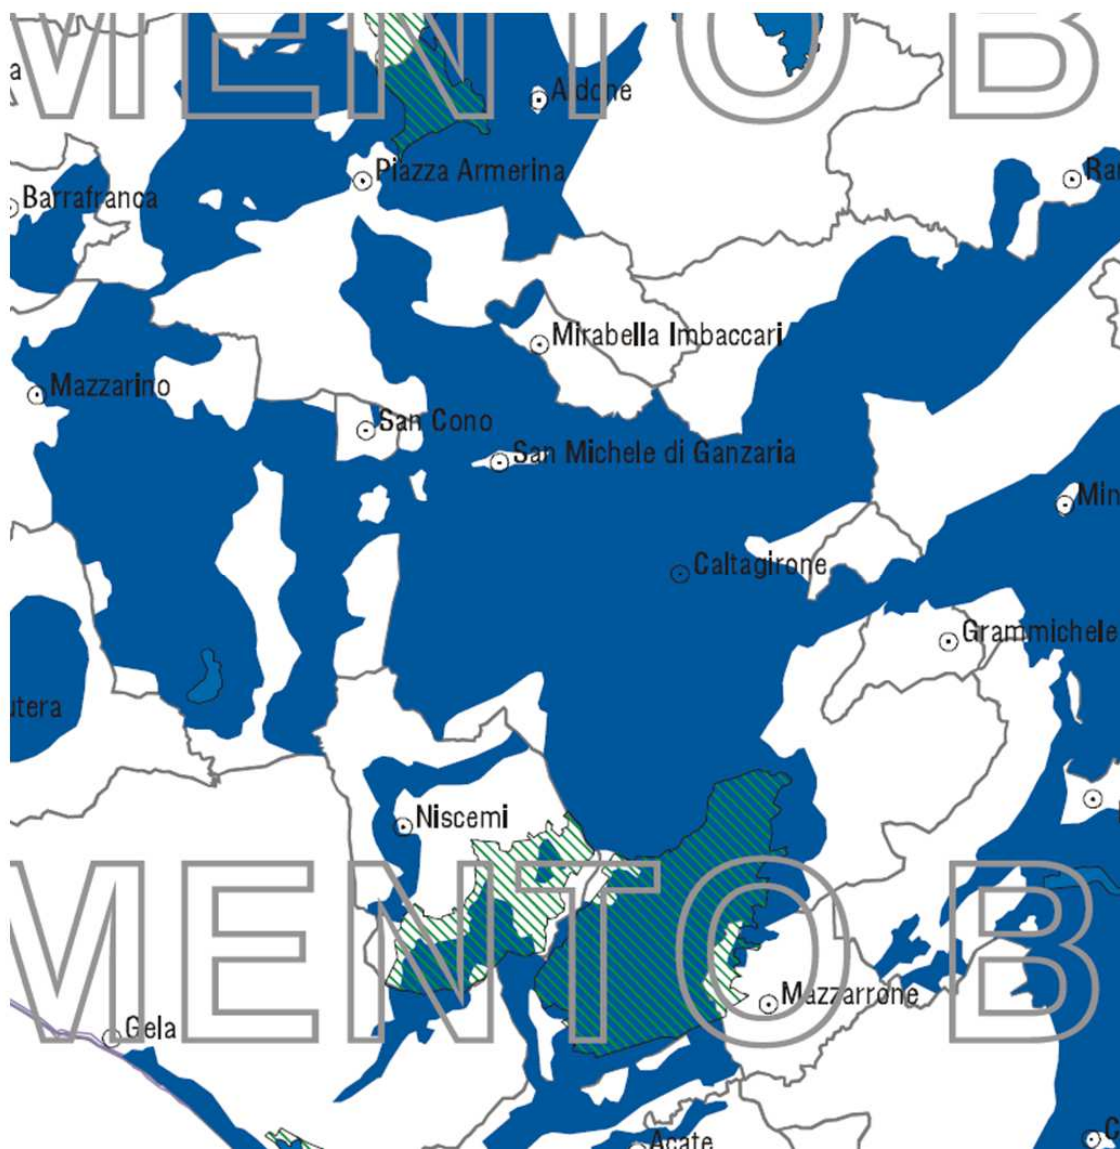 MENTO B
Aidone
Piazza Armerina
Barrafranca
Mirabella Imbaccari
Mazzarino
San Cono
San Michele di Ganzaria
Caltagirone
Grammichele
Niscemi
MENTO B
Mazzarrone
Gela
Acate